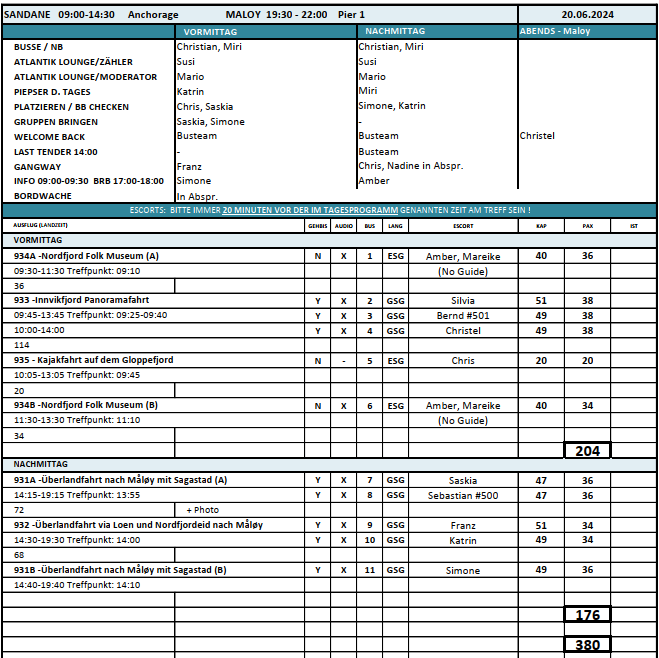 SANDANE 09:00-14:30 Anchorage MALOY 19:30 - 22:00 Pier 1 20.06.2024
VORMITTAG NACHMITTAG ABENDS - Maloy
BUSSE / NB Christian, Miri Christian, Miri
ATLANTIK LOUNGE/ZÄHLER Susi Susi
ATLANTIK LOUNGE/MODERATOR Mario Mario
PIEPSER D. TAGES Katrin Miri
PLATZIEREN / BB CHECKEN Chris, Saskia Simone, Katrin
GRUPPEN BRINGEN Saskia, Simone -
WELCOME BACK Busteam Busteam Christel
LAST TENDER 14:00 - Busteam
GANGWAY Franz Chris, Nadine in Abspr.
INFO 09:00-09:30 BRB 17:00-18:00 Simone Amber
BORDWACHE In Abspr.
ESCORTS: BITTE IMMER 20 MINUTEN VOR DER IM TAGESPROGRAMM GENANNTEN ZEIT AM TREFF SEIN !
AUSFLUG (LANDZEIT) GEHBIS AUDIO BUS LANG ESCORT KAP PAX IST
VORMITTAG
934A -Nordfjord Folk Museum (A) N X 1 ESG Amber, Mareike 40 36
09:30-11:30 Treffpunkt: 09:10 (No Guide)
36
933 -Innvikfjord Panoramafahrt Y X 2 GSG Silvia 51 38
09:45-13:45 Treffpunkt: 09:25-09:40 Y X 3 GSG Bernd #501 49 38
10:00-14:00 Y X 4 GSG Christel 49 38
114
935 - Kajakfahrt auf dem Gloppefjord N - 5 ESG Chris 20 20
10:05-13:05 Treffpunkt: 09:45
20
934B -Nordfjord Folk Museum (B) N X 6 ESG Amber, Mareike 40 34
11:30-13:30 Treffpunkt: 11:10 (No Guide)
34
204
NACHMITTAG
931A -Überlandfahrt nach Måløy mit Sagastad (A) Y X 7 GSG Saskia 47 36
14:15-19:15 Treffpunkt: 13:55 Y X 8 GSG Sebastian #500 47 36
72 + Photo
932 -Überlandfahrt via Loen und Nordfjordeid nach Måløy Y X 9 GSG Franz 51 34
14:30-19:30 Treffpunkt: 14:00 Y X 10 GSG Katrin 49 34
68
931B -Überlandfahrt nach Måløy mit Sagastad (B) Y X 11 GSG Simone 49 36
14:40-19:40 Treffpunkt: 14:10
176
380